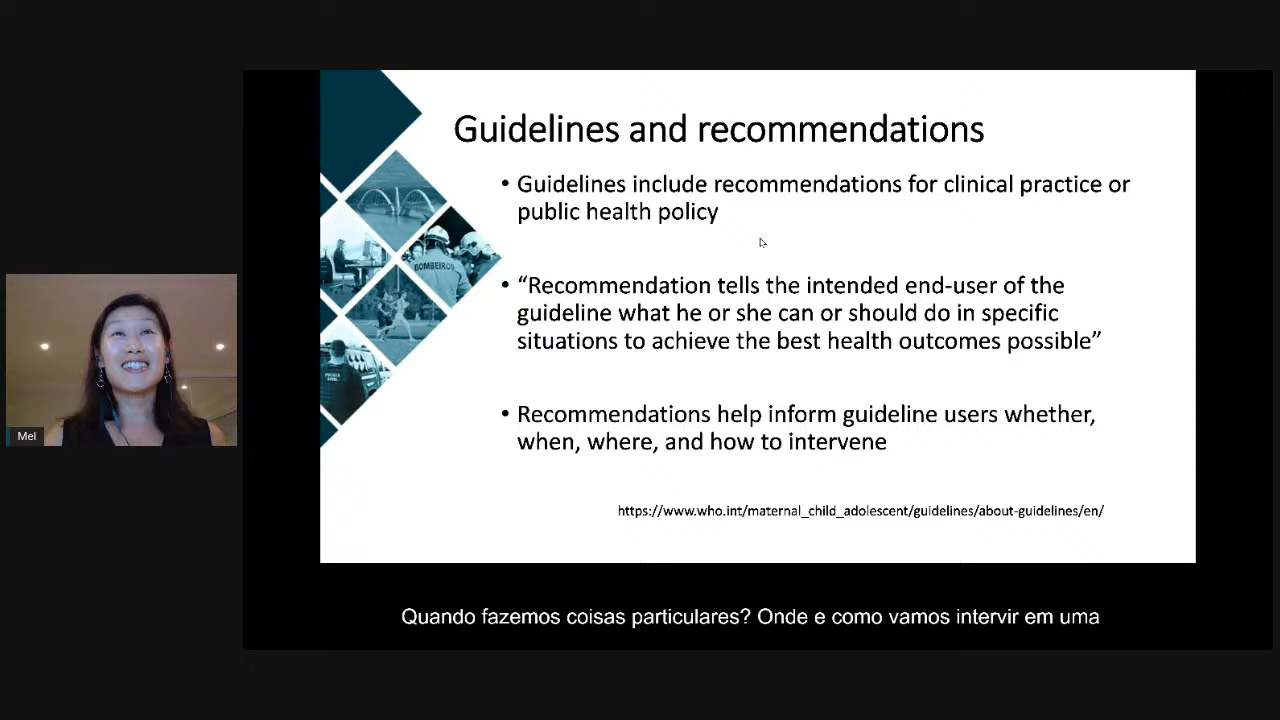 Guidelines and recommendations
• Guidelines include recommendations for clinical practice or
public health policy
• “Recommendation tells the intended end-user of the
guideline what he or she can or should do in specific
situations to achieve the best health outcomes possible”
• Recommendations help inform guideline users whether,
when, where, and how to intervene
https://www.who.int/maternal_child_adolescent/guidelines/about-guidelines/en/
BOMBEIROS
Mel
Quando fazemos coisas particulares? Onde e como vamos intervir em uma